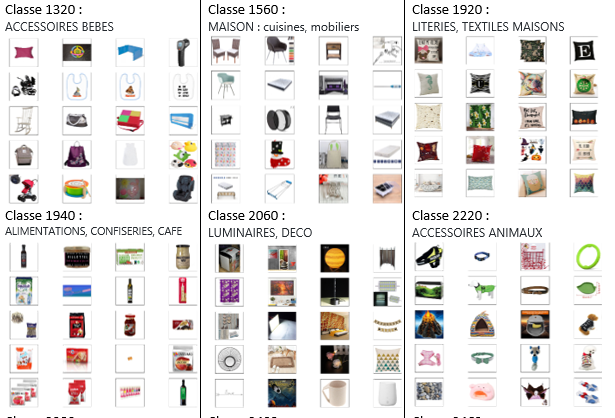 Classe 1320 :
ACCESSOIRES BEBES
Classe 1560 :
MAISON : cuisines, mobiliers
Classe 1920 :
LITERIES, TEXTILES MAISONS
E
Classe 1940 :
ALIMENTATIONS, CONFISERIES, CAFE
Classe 2060 :
LUMINAIRES, DECO
Classe 2220 :
ACCESSOIRES ANIMAUX